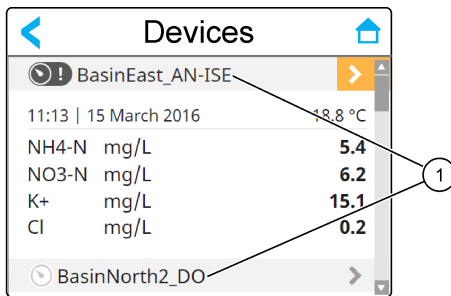 Devices
BasinEast_AN-ISE
11:13 | 15 March 2016 18.8 °C
NH4-N mg/L 5.4
NO3-N mg/L 6.2
K+ mg/L 15.1
Cl mg/L 0.2
BasinNorth2_DO
1